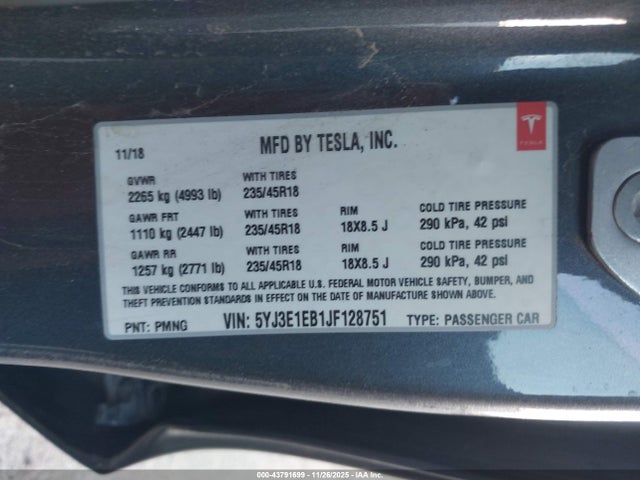 11/18 MFD BY TESLA, INC.
TESLA
GVWR WITH TIRES
2265 kg (4993 lb) 235/45R18
GAWR FRT WITH TIRES RIM COLD TIRE PRESSURE
1110 kg (2447 lb) 235/45R18 18X8.5 J 290 kPa, 42 psi
GAWR RR WITH TIRES RIM COLD TIRE PRESSURE
1257 kg (2771 lb) 235/45R18 18X8.5 J 290 kPa, 42 psi
THIS VEHICLE CONFORMS TO ALL APPLICABLE U.S. FEDERAL MOTOR VEHICLE SAFETY, BUMPER, AND
THEFT PREVENTION STANDARDS IN EFFECT ON THE DATE OF MANUFACTURE SHOWN ABOVE.
PNT: PMNG VIN: 5YJ3E1EB1JF128751 TYPE: PASSENGER CAR
000-43791699 11/26/2025 IAAI.COM